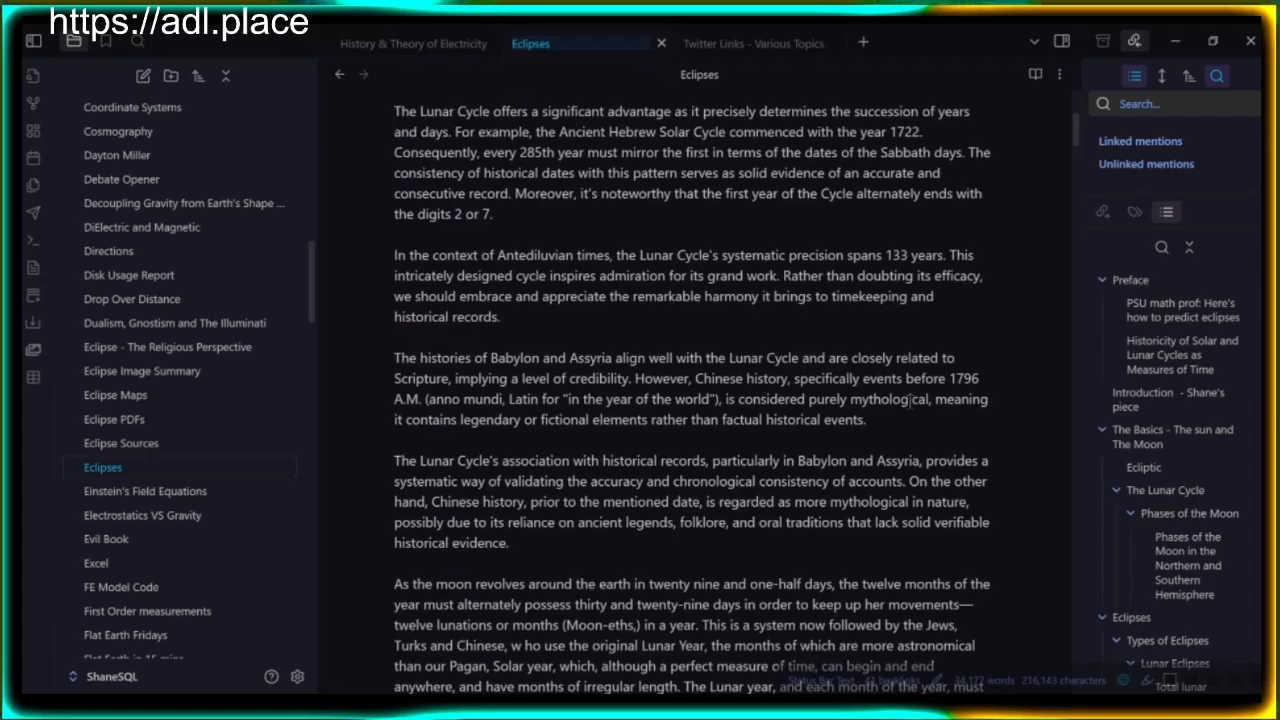 https://adl.place
History & Theory of Electricity
Eclipses
Twitter Links - Various Topics
Eclipses
Coordinate Systems
Cosmography
Dayton Miller
Debate Opener
Decoupling Gravity from Earth's Shape ...
DiElectric and Magnetic
Directions
Disk Usage Report
Drop Over Distance
Dualism, Gnostism and The Illuminati
Eclipse - The Religious Perspective
Eclipse Image Summary
Eclipse Maps
Eclipse PDFs
Eclipse Sources
Eclipses
Einstein's Field Equations
Electrostatics VS Gravity
Evil Book
Excel
FE Model Code
First Order measurements
Flat Earth Fridays
Flat Earth in 15 mins
ShaneSQL
The Lunar Cycle offers a significant advantage as it precisely determines the succession of years
and days. For example, the Ancient Hebrew Solar Cycle commenced with the year 1722.
Consequently, every 285th year must mirror the first in terms of the dates of the Sabbath days. The
consistency of historical dates with this pattern serves as solid evidence of an accurate and
consecutive record. Moreover, it's noteworthy that the first year of the Cycle alternately ends with
the digits 2 or 7.
In the context of Antediluvian times, the Lunar Cycle's systematic precision spans 133 years. This
intricately designed cycle inspires admiration for its grand work. Rather than doubting its efficacy,
we should embrace and appreciate the remarkable harmony it brings to timekeeping and
historical records.
The histories of Babylon and Assyria align well with the Lunar Cycle and are closely related to
Scripture, implying a level of credibility. However, Chinese history, specifically events before 1796
A.M. (anno mundi, Latin for "in the year of the world"), is considered purely mythological, meaning
it contains legendary or fictional elements rather than factual historical events.
The Lunar Cycle's association with historical records, particularly in Babylon and Assyria, provides a
systematic way of validating the accuracy and chronological consistency of accounts. On the other
hand, Chinese history, prior to the mentioned date, is regarded as more mythological in nature,
possibly due to its reliance on ancient legends, folklore, and oral traditions that lack solid verifiable
historical evidence.
As the moon revolves around the earth in twenty nine and one-half days, the twelve months of the
year must alternately possess thirty and twenty-nine days in order to keep up her movements—
twelve lunations or months (Moon-eths,) in a year. This is a system now followed by the Jews,
Turks and Chinese, w ho use the original Lunar Year, the months of which are more astronomical
than our Pagan, Solar year, which, although a perfect measure of time, can begin and end
anywhere, and have months of irregular length. The Lunar year, and each month of the year, must
Status Bar Text 41 backlinks 34,177 words 216,143 characters
Search...
Linked mentions
Unlinked mentions
Preface
PSU math prof: Here's
how to predict eclipses
Historicity of Solar and
Lunar Cycles as
Measures of Time
Introduction - Shane's
piece
The Basics - The sun and
The Moon
Ecliptic
The Lunar Cycle
Phases of the Moon
Phases of the
Moon in the
Northern and
Southern
Hemisphere
Eclipses
Types of Eclipses
Lunar Eclipses
Total lunar